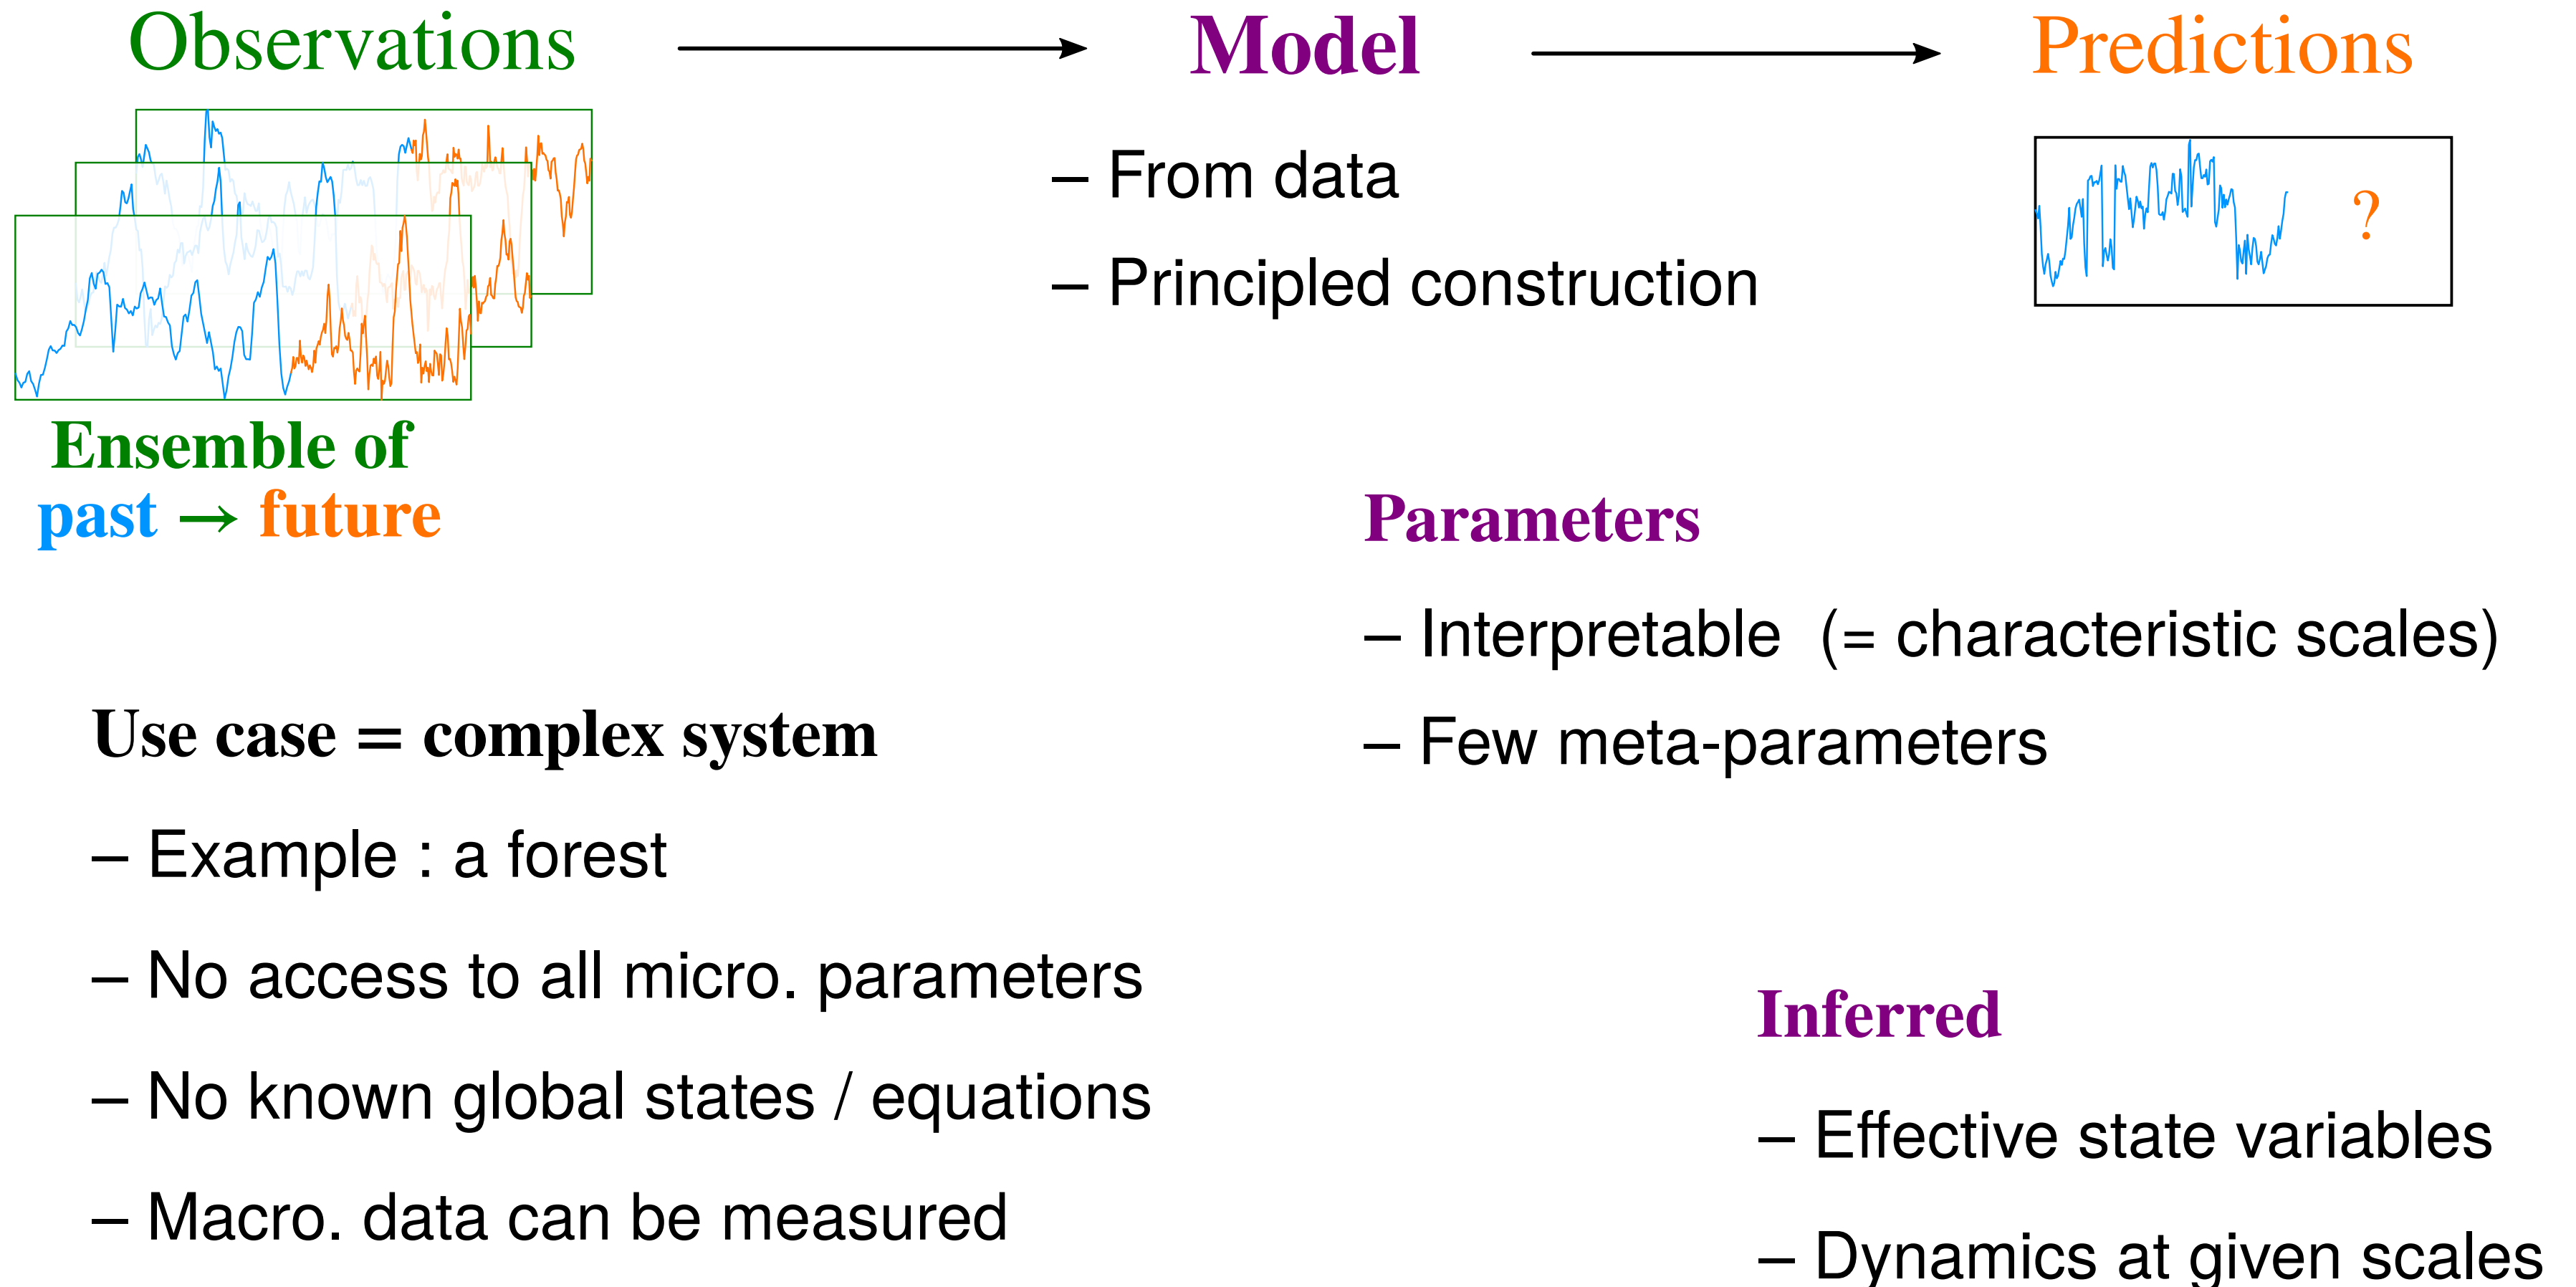 Observations
Model
Predictions
– From data
– Principled construction
?
Ensemble of
past → future
Parameters
– Interpretable (= characteristic scales)
– Few meta-parameters
Use case = complex system
– Example : a forest
– No access to all micro. parameters
– No known global states / equations
– Macro. data can be measured
Inferred
– Effective state variables
– Dynamics at given scales